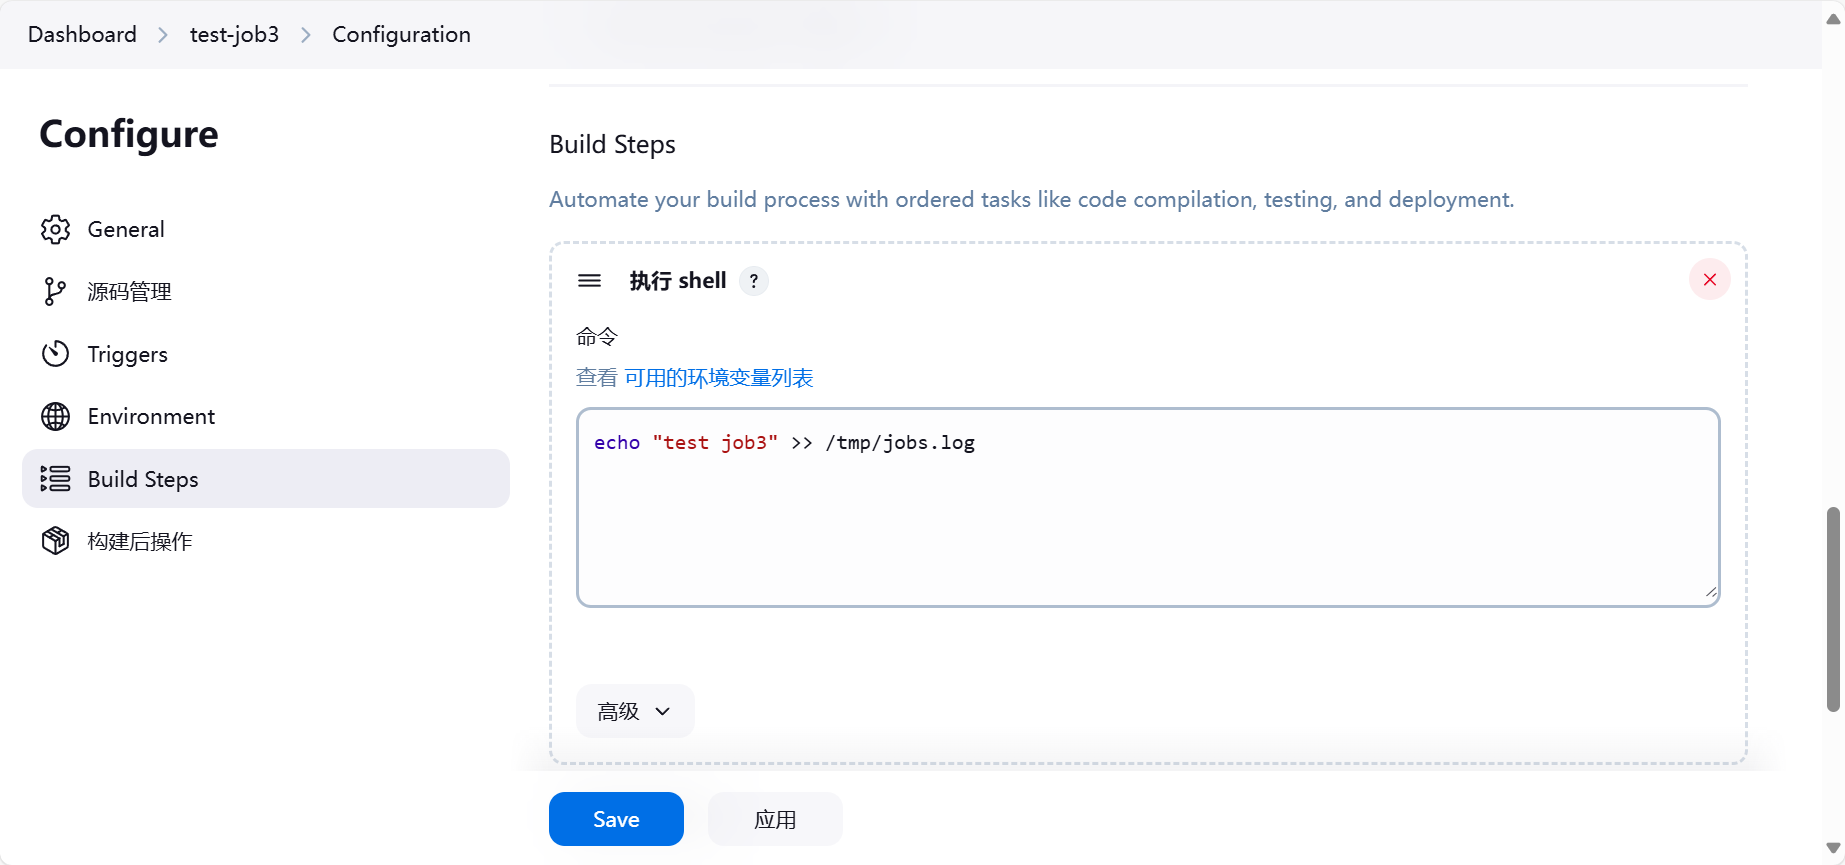 Dashboard > test-job3 > Configuration
Configure
General
源码管理
Triggers
Environment
Build Steps
构建后操作
Build Steps
Automate your build process with ordered tasks like code compilation, testing, and deployment.
执行 shell ?
命令
查看 可用的环境变量列表
echo "test job3" >> /tmp/jobs.log
高级
Save
应用